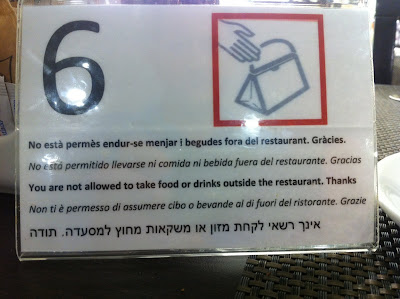 6
No està permès endur-se menjar i begudes fora del restaurant. Gràcies.
No está permitido llevarse ni comida ni bebida fuera del restaurante. Gracias
You are not allowed to take food or drinks outside the restaurant. Thanks
Non ti è permesso di assumere cibo o bevande al di fuori del ristorante. Grazie
אינך רשאי לקחת מזון או משקאות מחוץ למסעדה. תודה